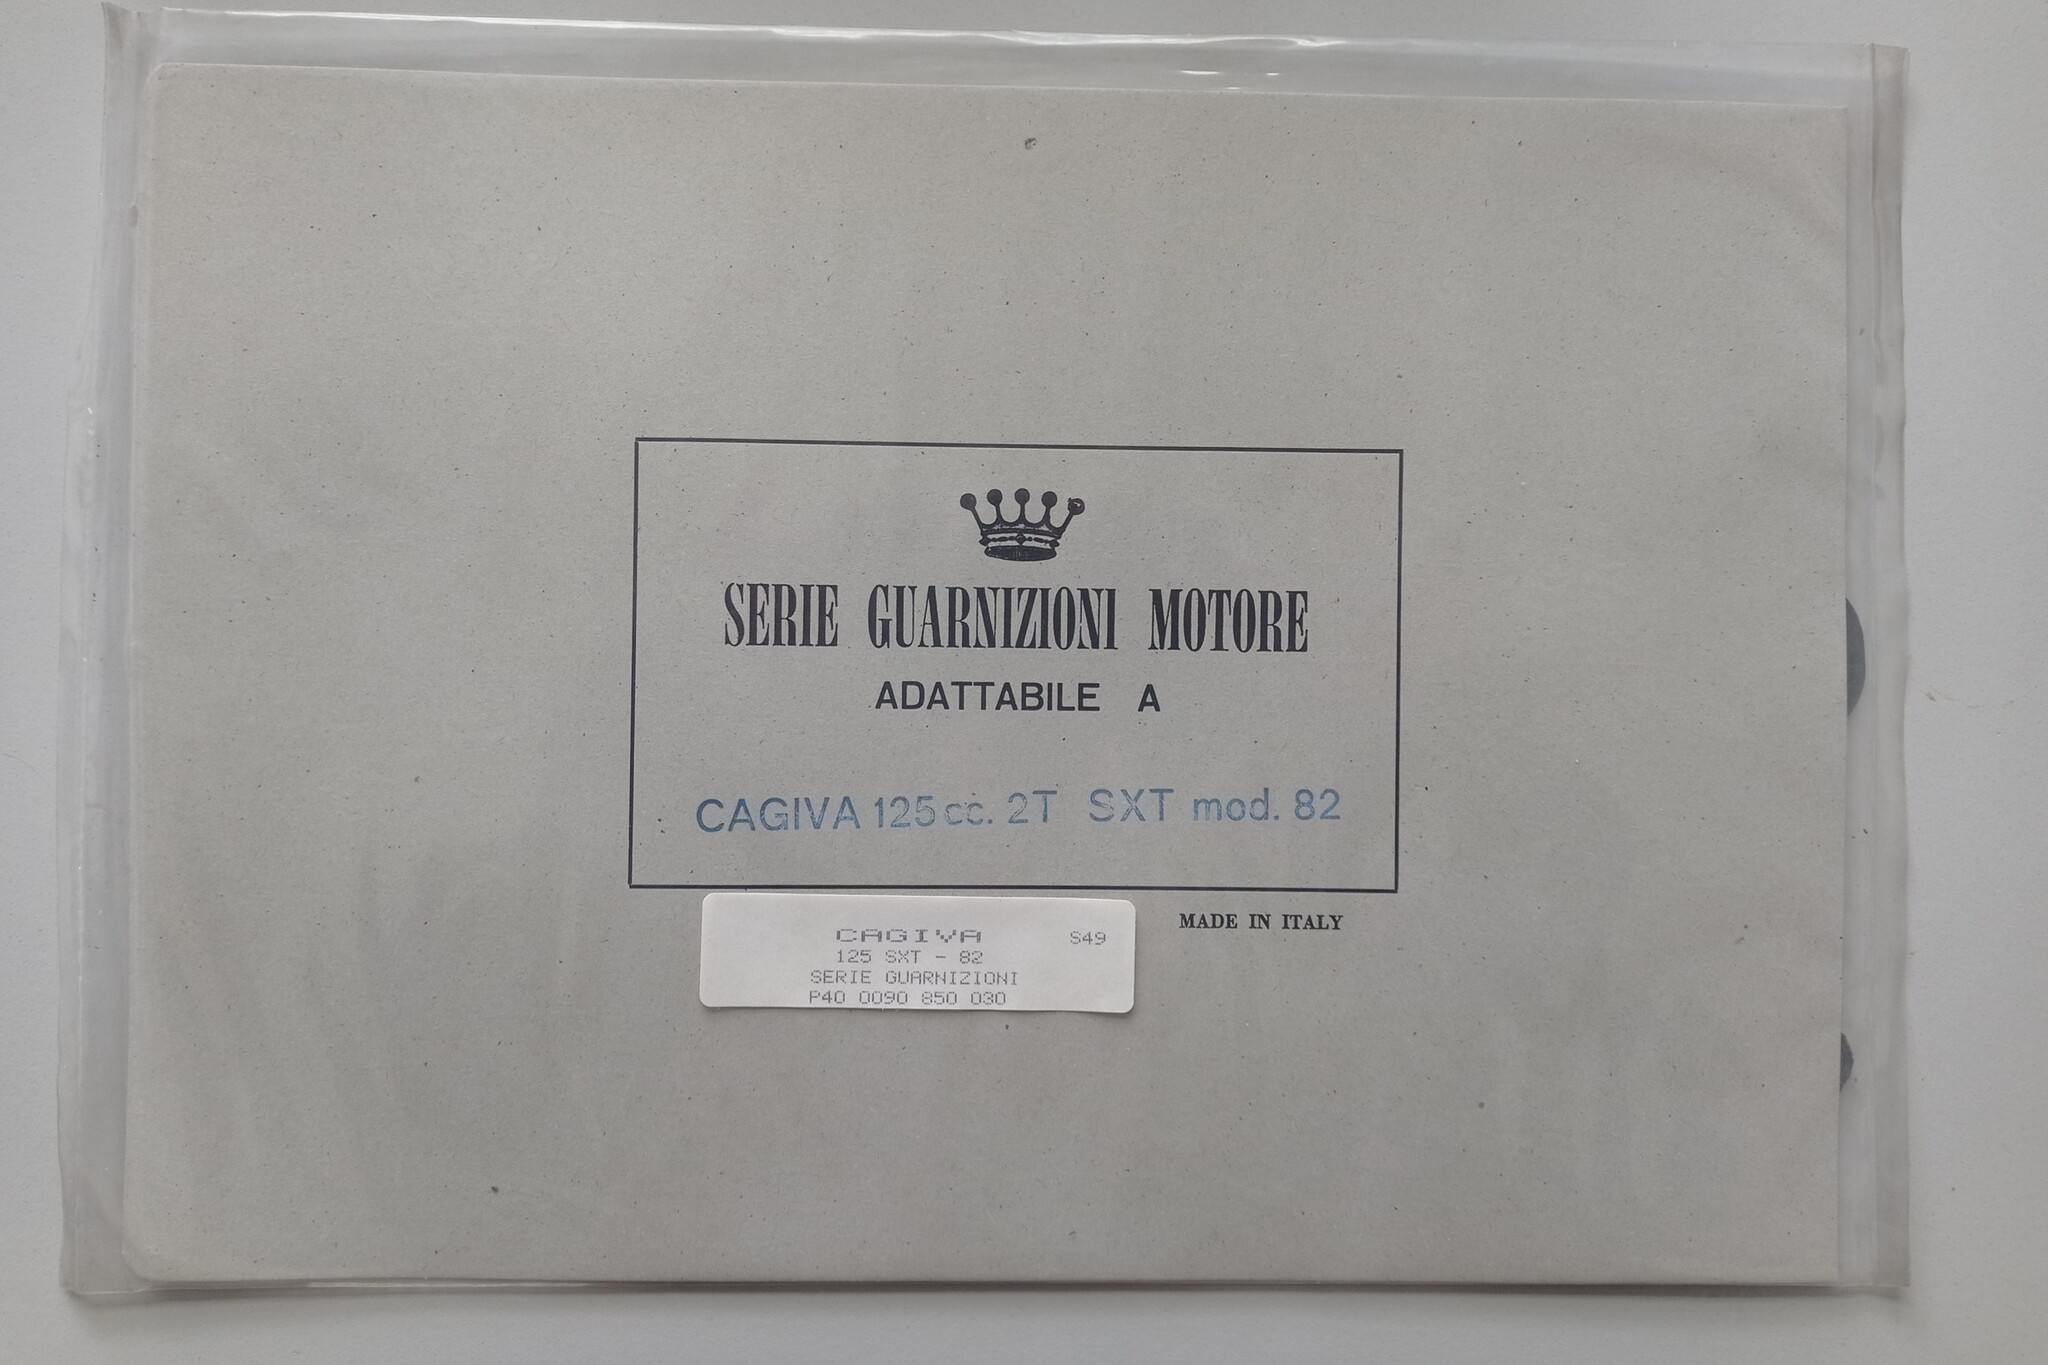 SERIE GUARNIZIONI MOTORE
ADATTABILE A
CAGIVA 125 cc. 2T SXT mod. 82
MADE IN ITALY
CAGIVA S49
125 SXT - 82
SERIE GUARNIZIONI
P40 0090 850 030